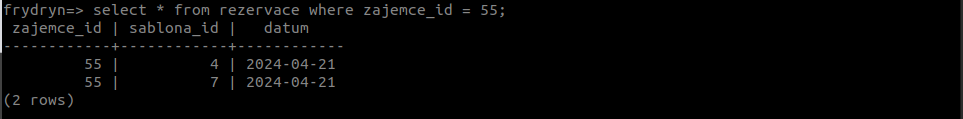 frydryn=> select * from rezervace where zajemce_id = 55;
 zajemce_id | sablona_id |   datum
------------+------------+------------
         55 |          4 | 2024-04-21
         55 |          7 | 2024-04-21
(2 rows)